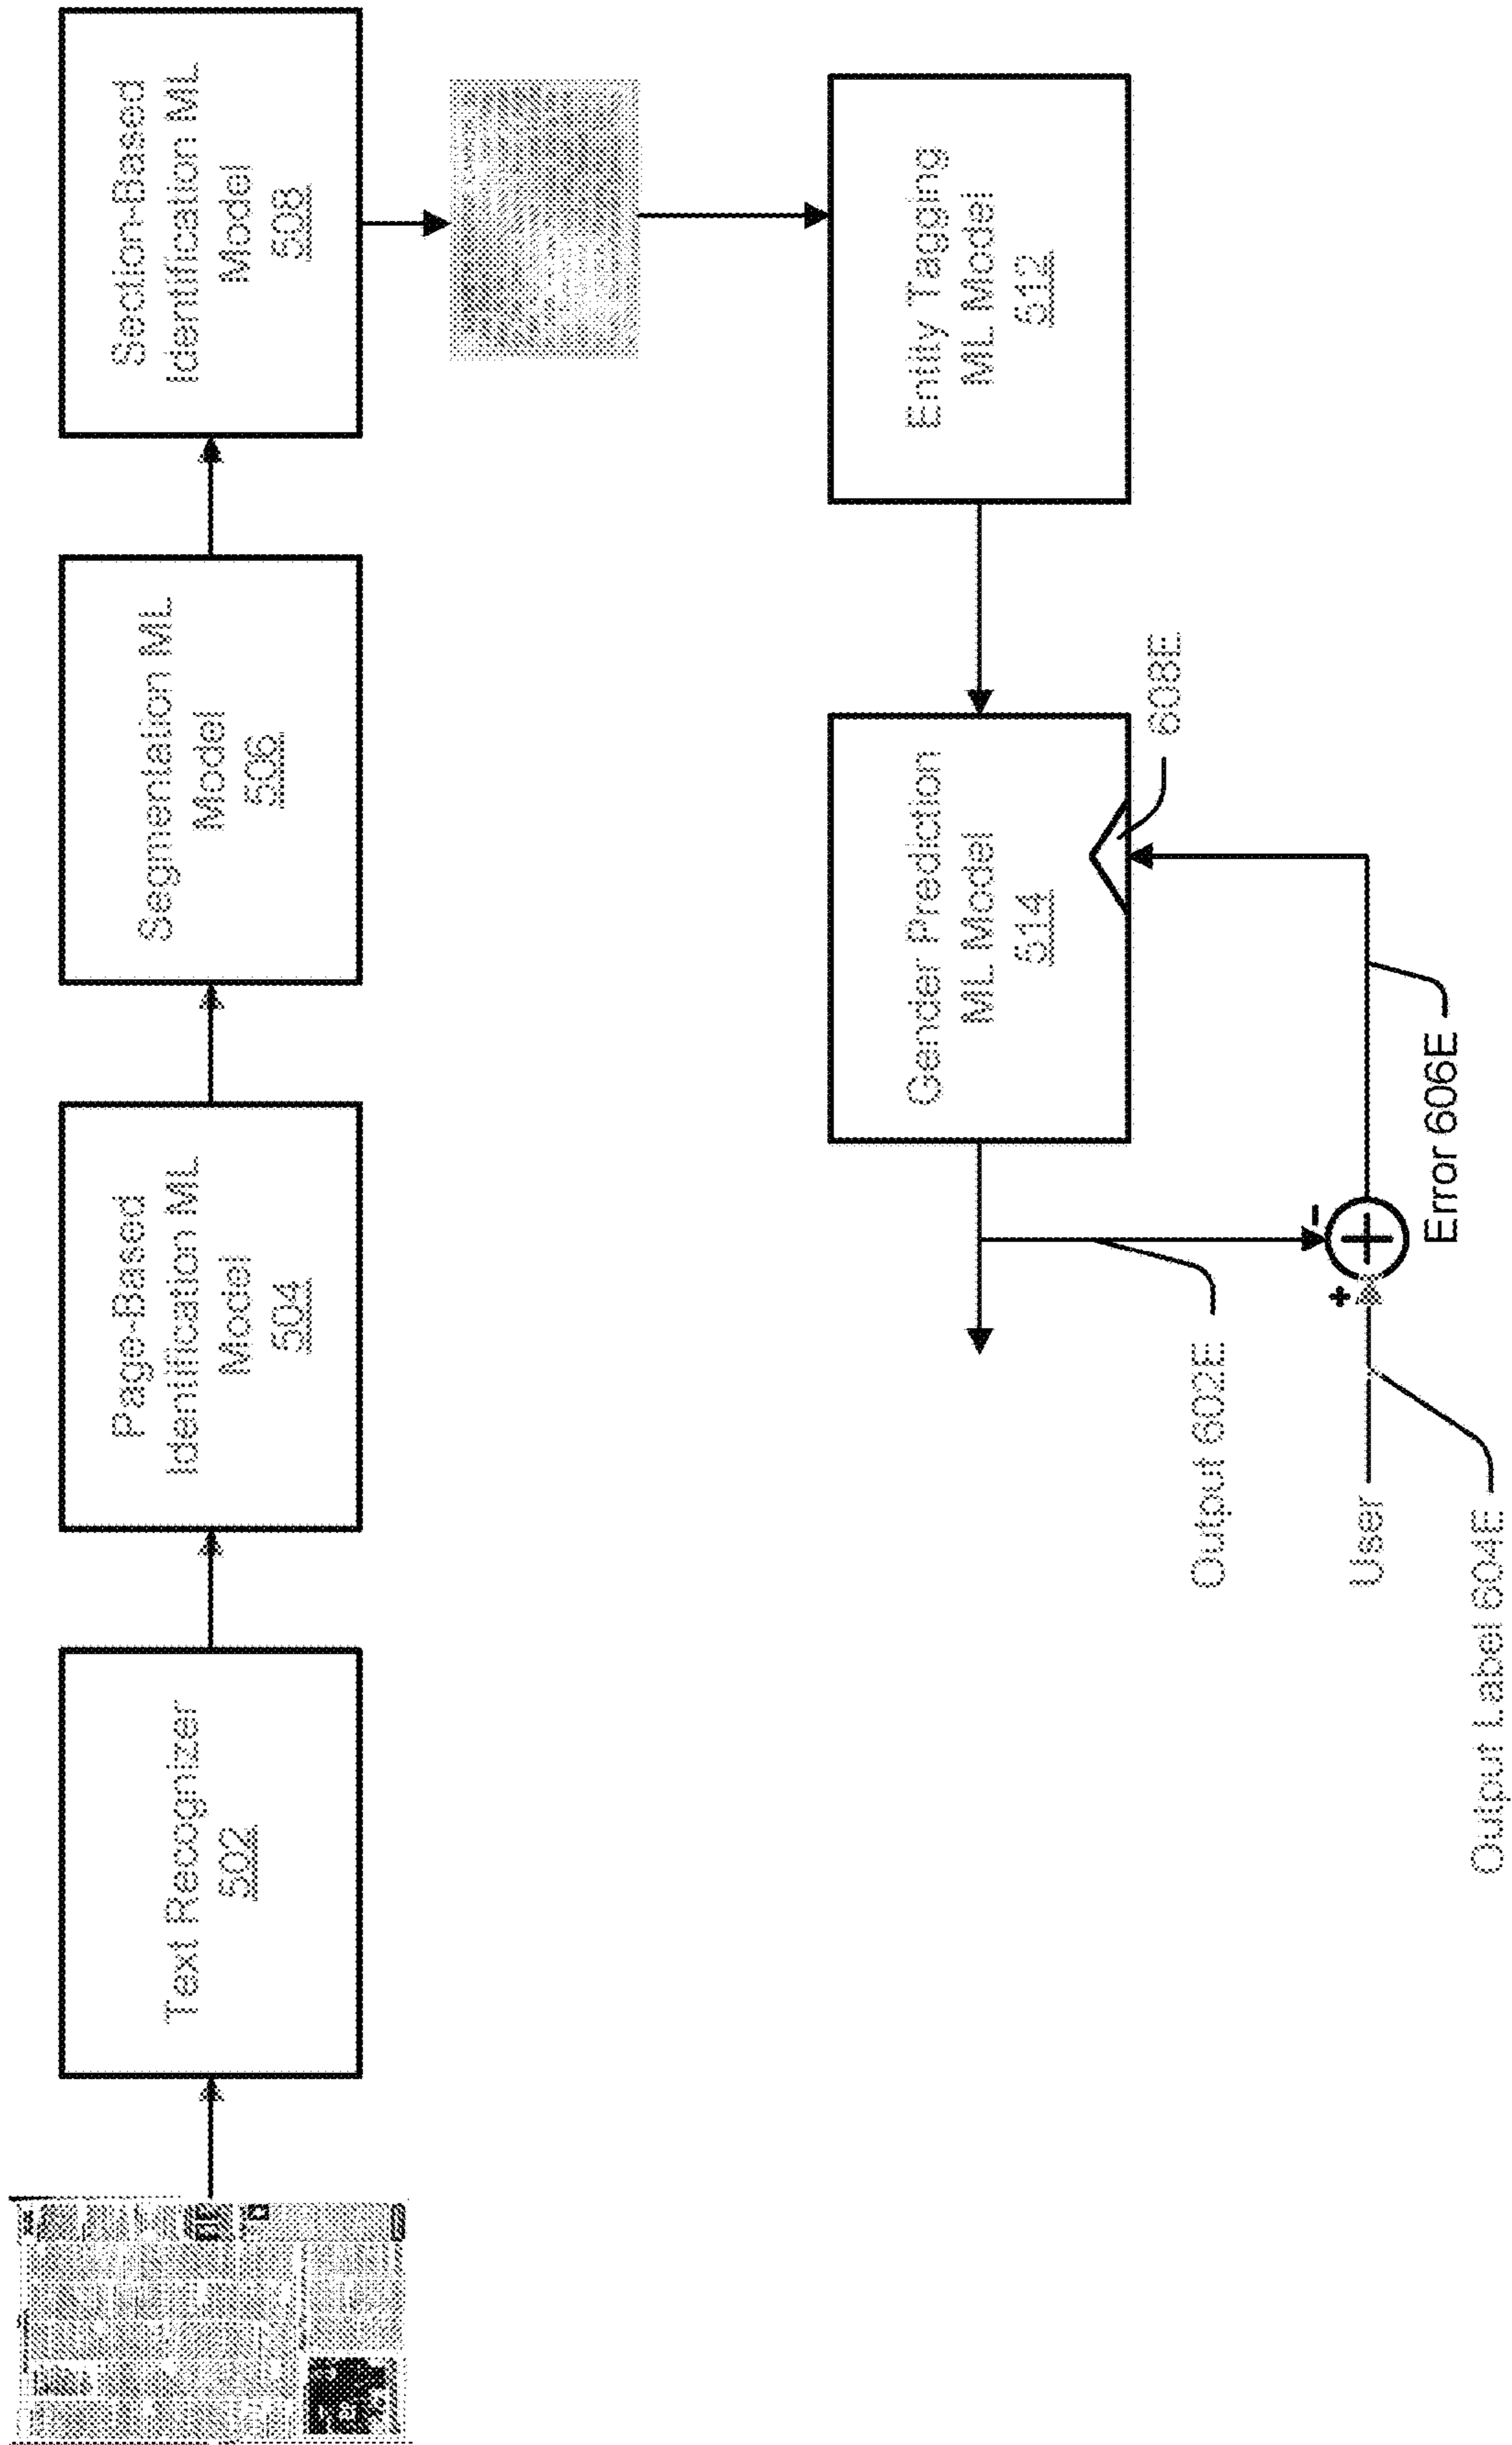 Text Recognizer
502
Page-Based
Identification ML
Model
504
Segmentation ML
Model
506
Section-Based
Identification ML
Model
508
Entity Tagging
ML Model
512
Gender Prediction
ML Model
514
608E
Error 606E
-
+
Output 602E
User
Output Label 604E